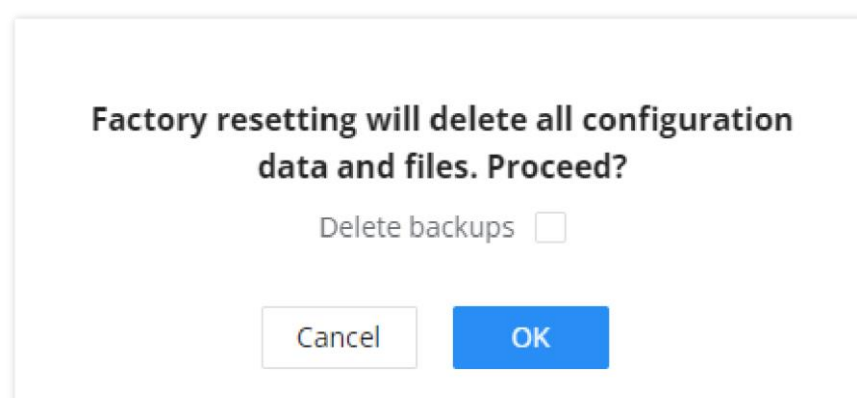 Factory resetting will delete all configuration
data and files. Proceed?
Delete backups
Cancel
OK